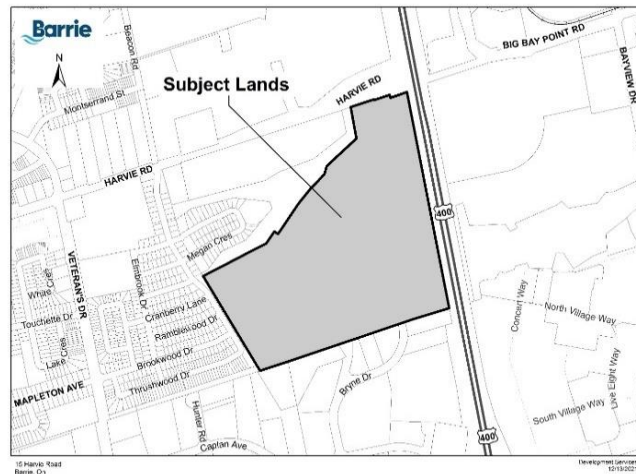 Barrie
N
Beacon Rd
BIG BAY POINT RD
BAYVIEW DR
Subject Lands
Montserrand St
HARVIE RD
HARVIE RD
400
VETERAN'S DR
Elmbrook Dr
Megan Cres
White Cres
Touchette Dr
Cranberry Lane
Ramblewood Dr
Lake Cres
Brookwood Dr
MAPLETON AVE
Thrushwood Dr
Hunter Rd
Caplan Ave
Bryne Dr
Concert Way
North Village Way
Live Eight Way
South Village Way
400
15 Harvie Road
Barrie, On
Development Services